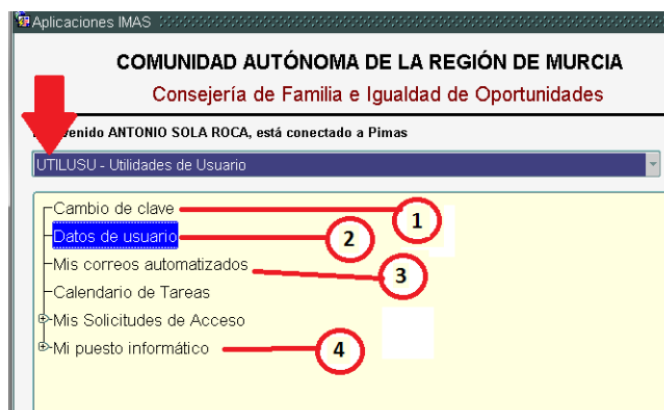 Aplicaciones IMAS
COMUNIDAD AUTÓNOMA DE LA REGIÓN DE MURCIA
Consejería de Familia e Igualdad de Oportunidades
ANTONIO SOLA ROCA, está conectado a Pimas
UTILUSU - Utilidades de Usuario
Cambio de clave
1
Datos de usuario
2
Mis correos automatizados
3
Calendario de Tareas
Mis Solicitudes de Acceso
Mi puesto informático
4